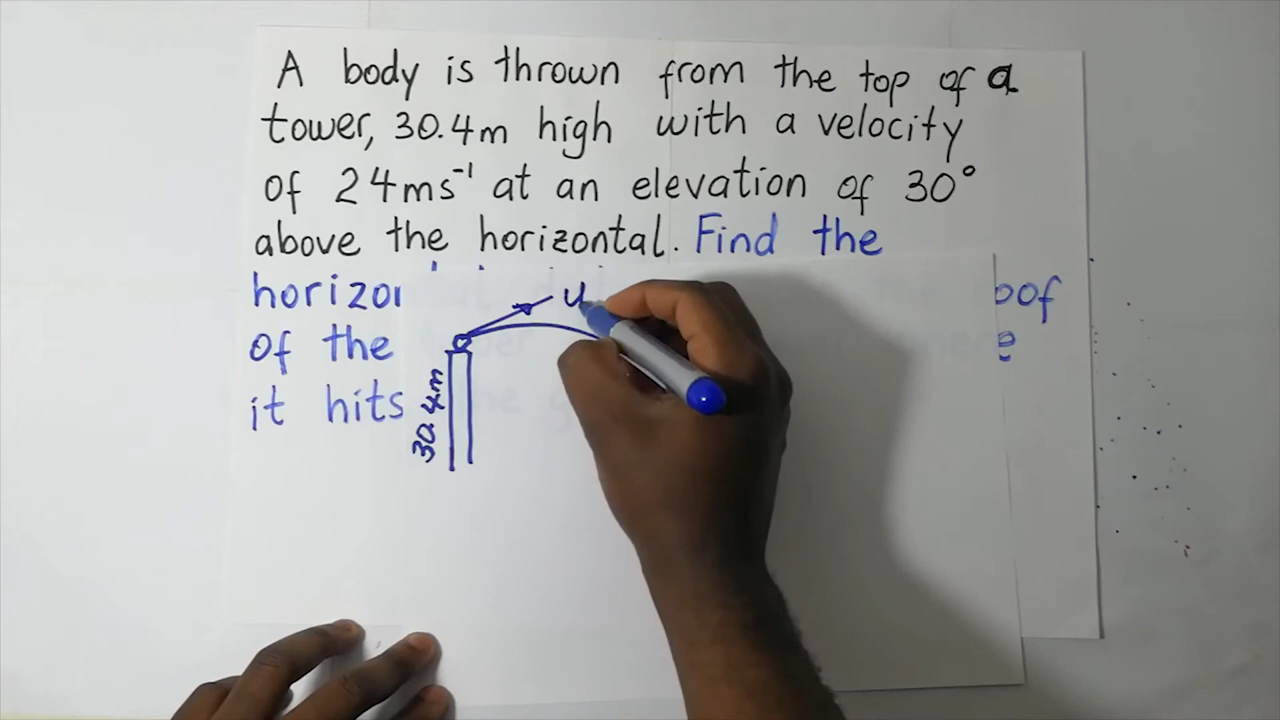 A body is thrown from the top of a
tower, 30.4m high with a velocity
of 24ms⁻¹ at an elevation of 30°
above the horizontal. Find the
of the
it hits
u
30.4m